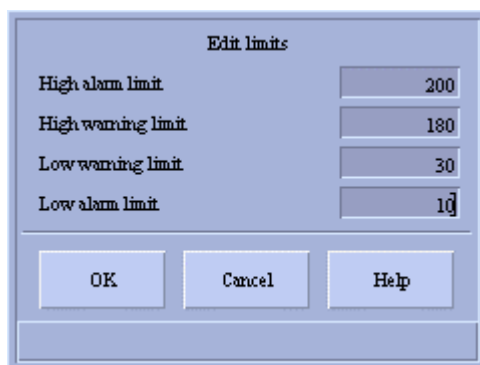 Edit limits
High alarm limit 200
High warning limit 180
Low warning limit 30
Low alarm limit 10
OK Cancel Help